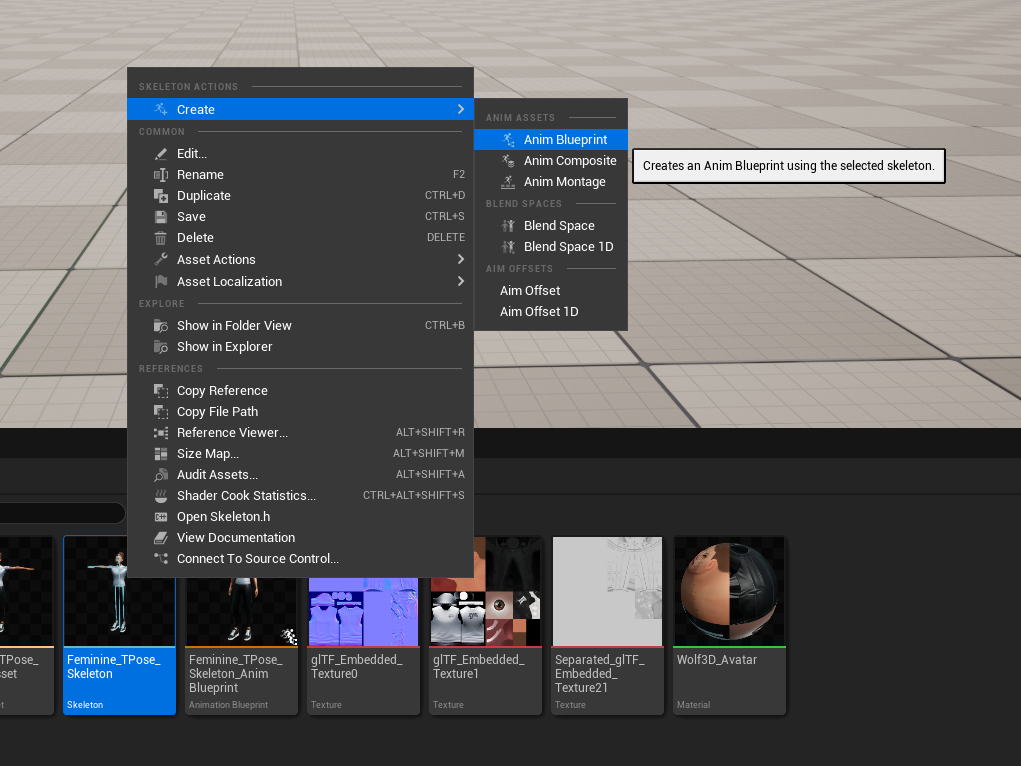 SKELETON ACTIONS
Create
COMMON
Edit...
Rename F2
Duplicate CTRL+D
Save CTRL+S
Delete DELETE
Asset Actions
Asset Localization
EXPLORE
Show in Folder View CTRL+B
Show in Explorer
REFERENCES
Copy Reference
Copy File Path
Reference Viewer... ALT+SHIFT+R
Size Map... ALT+SHIFT+M
Audit Assets... ALT+SHIFT+A
Shader Cook Statistics... CTRL+ALT+SHIFT+S
Open Skeleton.h
View Documentation
Connect To Source Control...
ANIM ASSETS
Anim Blueprint
Anim Composite
Anim Montage
BLEND SPACES
Blend Space
Blend Space 1D
AIM OFFSETS
Aim Offset
Aim Offset 1D
Creates an Anim Blueprint using the selected skeleton.
TPose_
sset
t
Feminine_TPose_
Skeleton
Skeleton
Feminine_TPose_
Skeleton_Anim
Blueprint
Animation Blueprint
glTF_Embedded_
Texture0
Texture
glTF_Embedded_
Texture1
Texture
Separated_glTF_
Embedded_
Texture21
Texture
Wolf3D_Avatar
Material